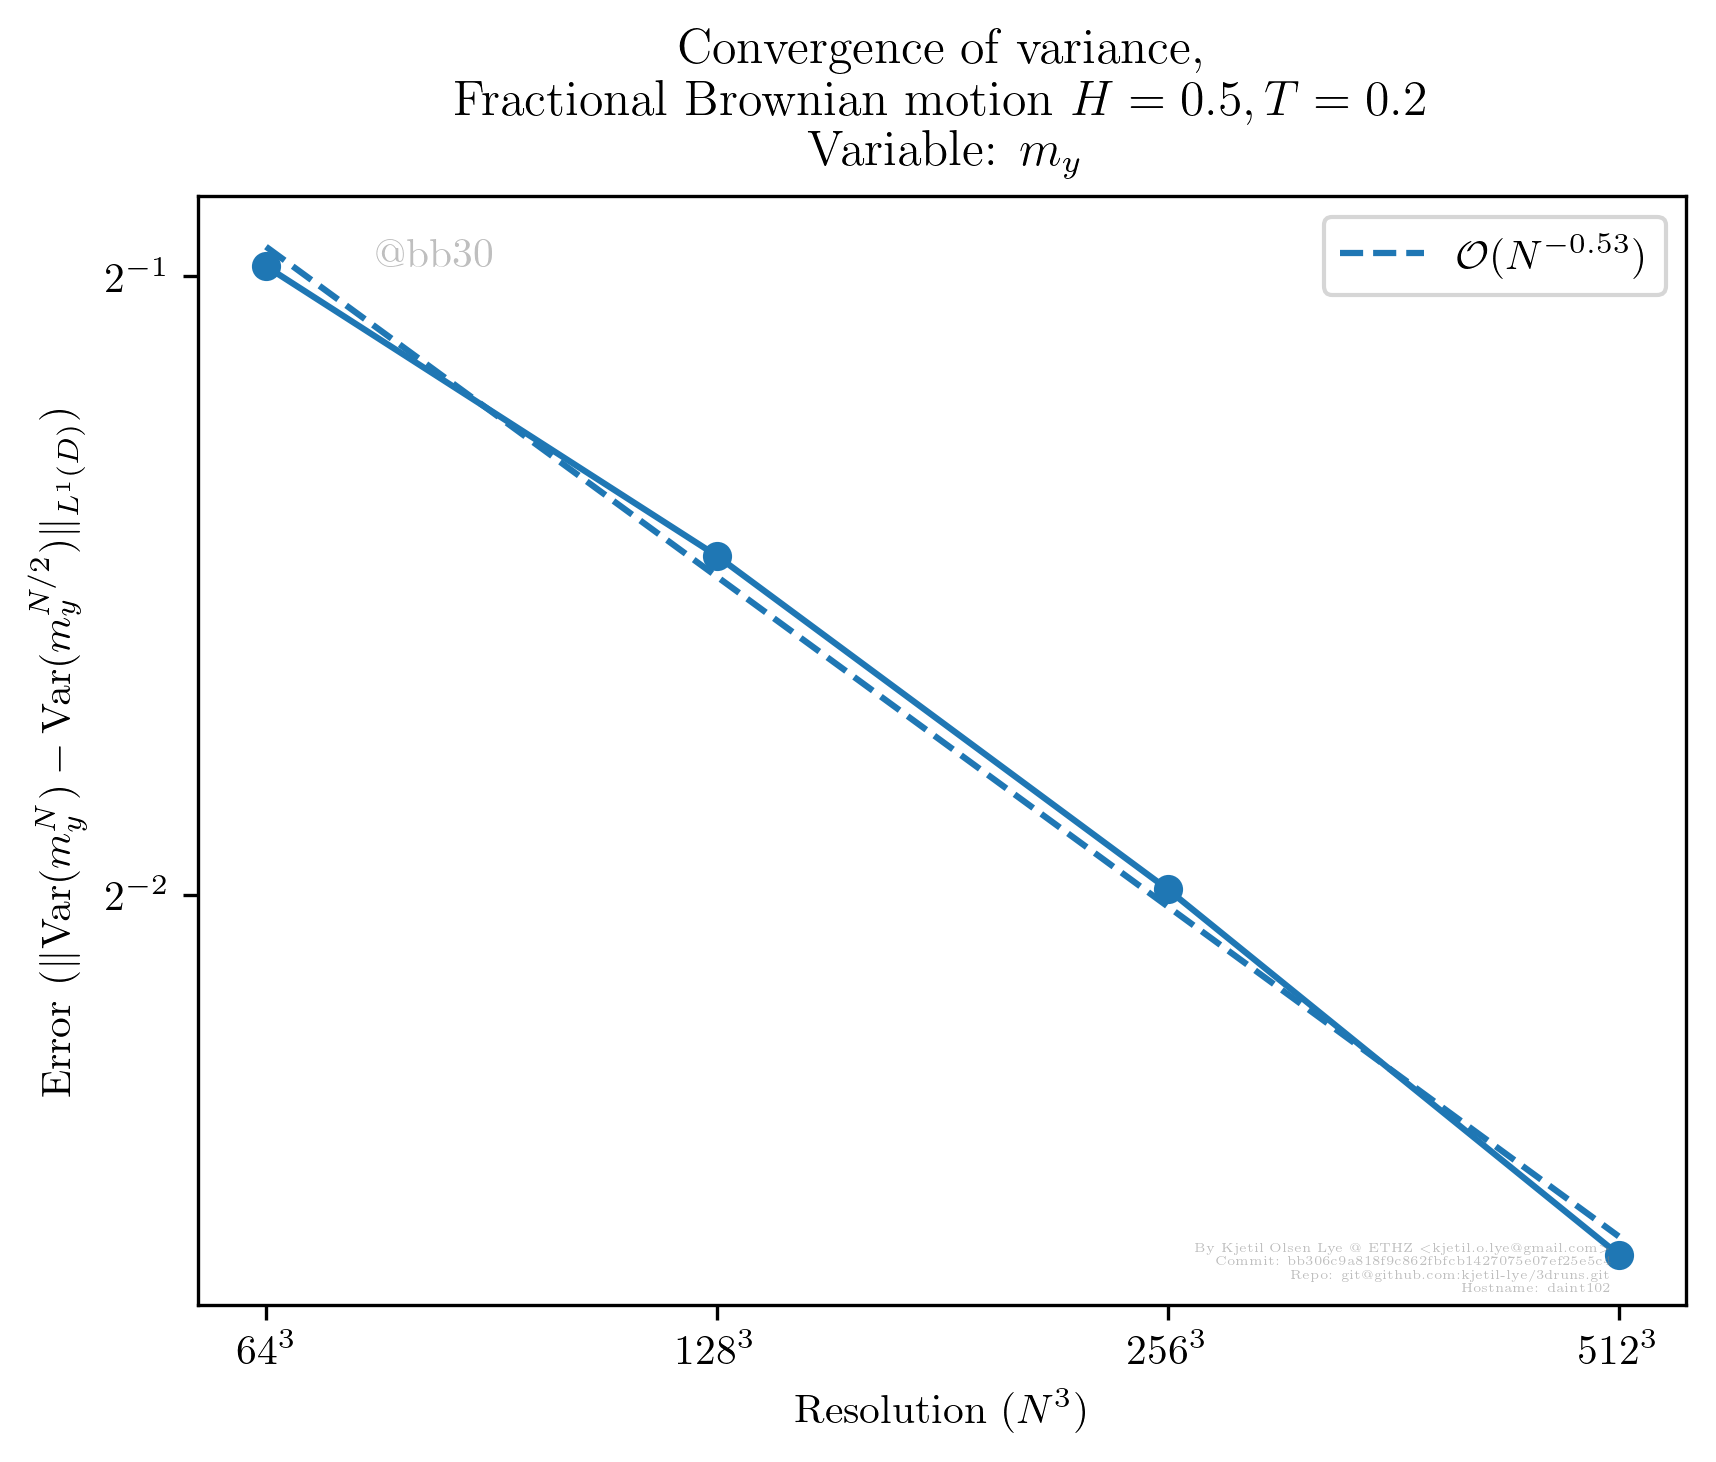 Convergence of variance,
Fractional Brownian motion H = 0.5, T = 0.2
Variable: m_y
@bb30
O(N^{-0.53})
2^{-1}
2^{-2}
Error (‖Var(m_y^N) − Var(m_y^{N/2})‖_{L^1(D)})
By Kjetil Olsen Lye @ ETHZ <kjetil.o.lye@gmail.com
Commit:
Repo: git@github.com:kjetil-lye/3druns.git
Hostname: daint102
64^3
128^3
256^3
512^3
Resolution (N^3)